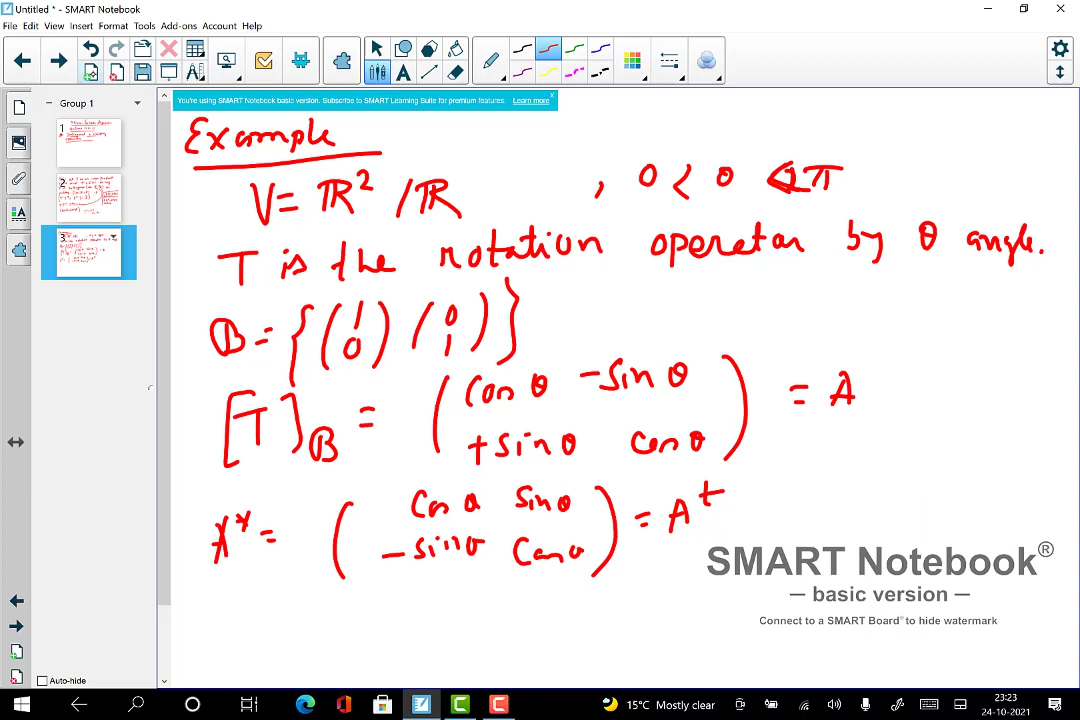 Untitled * - SMART Notebook
File Edit View Insert Format Tools Add-ons Account Help
Group 1
You're using SMART Notebook basic version. Subscribe to SMART Learning Suite for premium features. Learn more x
1
2
3
Example
V = ℝ² / ℝ , 0 < θ < 2π
T is the rotation operator by θ angle.
B = { (1 0) (0 1) }
[T]_B = ( cos θ -sin θ
+sin θ cos θ ) = A
A* = ( cos θ sin θ
-sin θ cos θ ) = A^t
SMART Notebook®
— basic version —
Connect to a SMART Board® to hide watermark
Auto-hide
15°C Mostly clear
23:23
24-10-2021